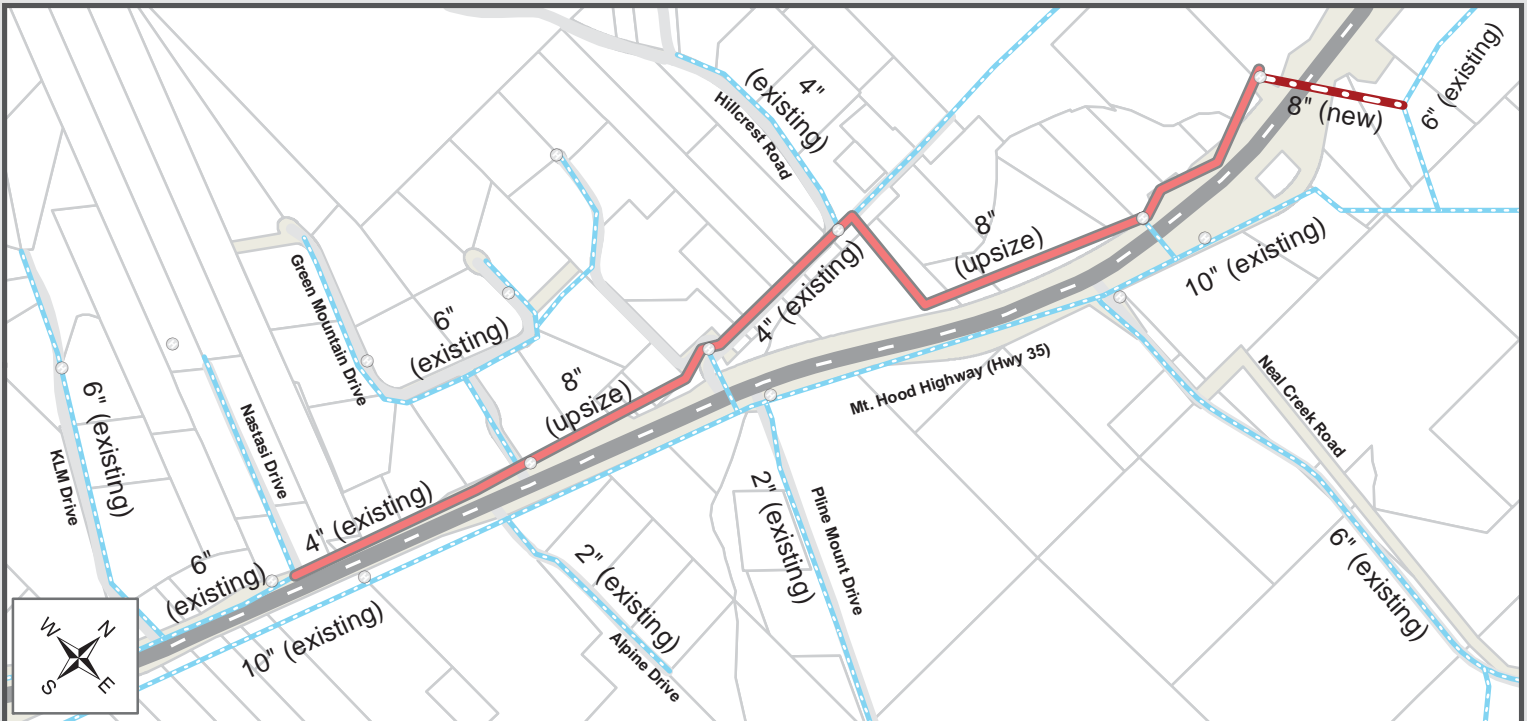 4"
(existing)
Hillcrest Road
8" (new)
6" (existing)
8"
(upsize)
4" (existing)
10" (existing)
Green Mountain Drive
6"
(existing)
8"
(upsize)
Mt. Hood Highway (Hwy 35)
Neal Creek Road
6" (existing)
KLM Drive
6" (existing)
Nastasi Drive
4" (existing)
6"
(existing)
10" (existing)
2" (existing)
Alpine Drive
2" (existing)
Pline Mount Drive
W
N
S
E